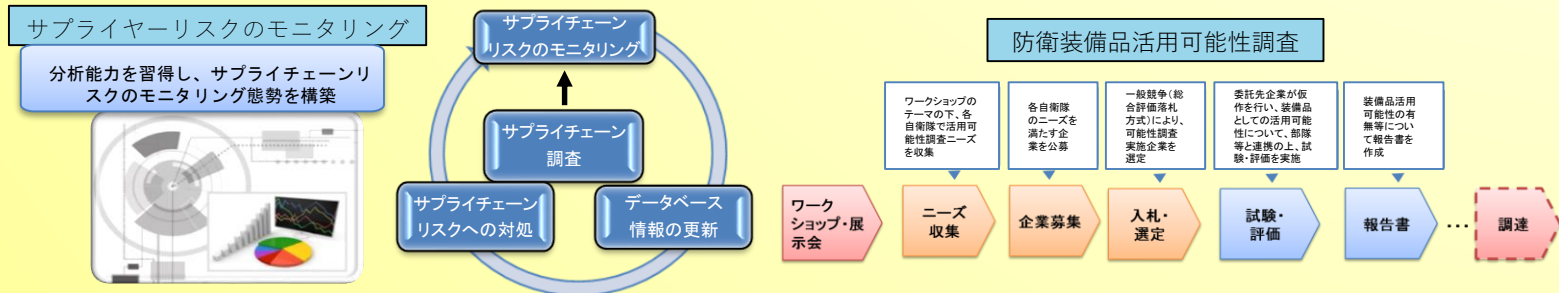 サプライヤーリスクのモニタリング
分析能力を習得し、サプライチェーンリ
スクのモニタリング態勢を構築
サプライチェーン
リスクのモニタリング
サプライチェーン
調査
サプライチェーン
リスクへの対処
データベース
情報の更新
防衛装備品活用可能性調査
ワークショップの
テーマの下、各
自衛隊で活用可
能性調査ニーズ
を収集
各自衛隊
のニーズを
満たす企
業を公募
一般競争(総
合評価落札
方式)により、
可能性調査
実施企業を
選定
委託先企業が仮
作を行い、装備品
としての活用可能
性について、部隊
等と連携の上、試
験・評価を実施
装備品活用
可能性の有
無等につい
て報告書を
作成
ワーク
ショップ・展
示会
ニーズ
収集
企業募集
入札・
選定
試験・
評価
報告書
…
調達